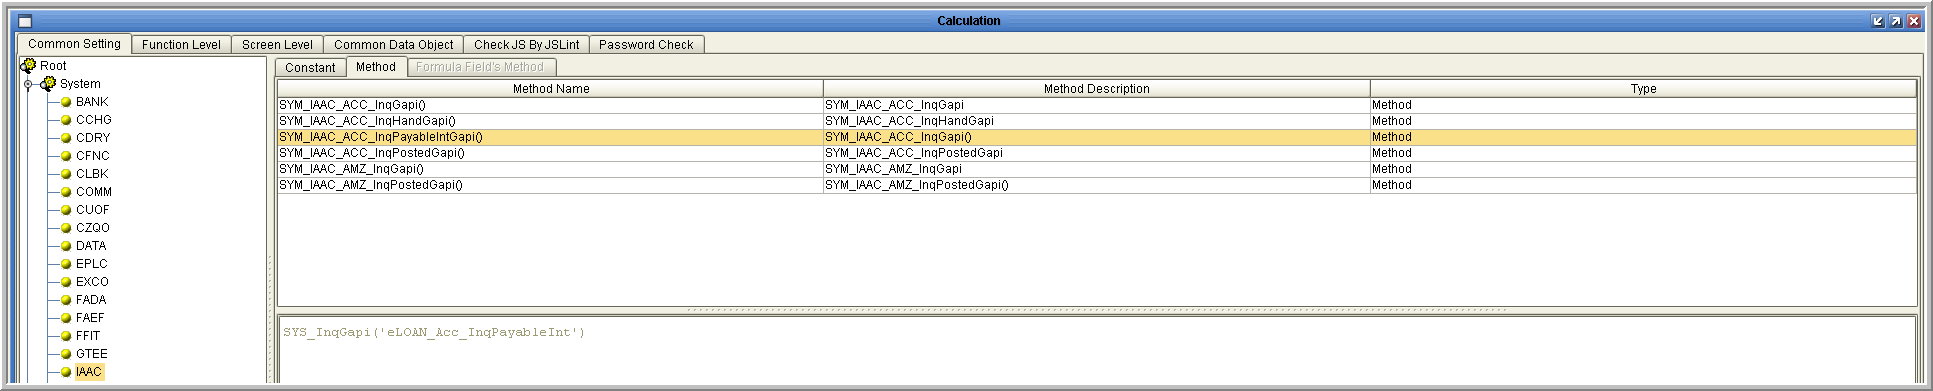 Calculation
Common Setting Function Level Screen Level Common Data Object Check JS By JSLint Password Check
Root
System
BANK
CCHG
CDRY
CFNC
CLBK
COMM
CUOF
CZQO
DATA
EPLC
EXCO
FADA
FAEF
FFIT
GTEE
IAAC
Constant Method Formula Field's Method
Method Name Method Description Type
SYM_IAAC_ACC_InqGapi() SYM_IAAC_ACC_InqGapi Method
SYM_IAAC_ACC_InqHandGapi() SYM_IAAC_ACC_InqHandGapi Method
SYM_IAAC_ACC_InqPayableIntGapi() SYM_IAAC_ACC_InqGapi() Method
SYM_IAAC_ACC_InqPostedGapi() SYM_IAAC_ACC_InqPostedGapi Method
SYM_IAAC_AMZ_InqGapi() SYM_IAAC_AMZ_InqGapi Method
SYM_IAAC_AMZ_InqPostedGapi() SYM_IAAC_AMZ_InqPostedGapi() Method
SYS_InqGapi('eLOAN_Acc_InqPayableInt')